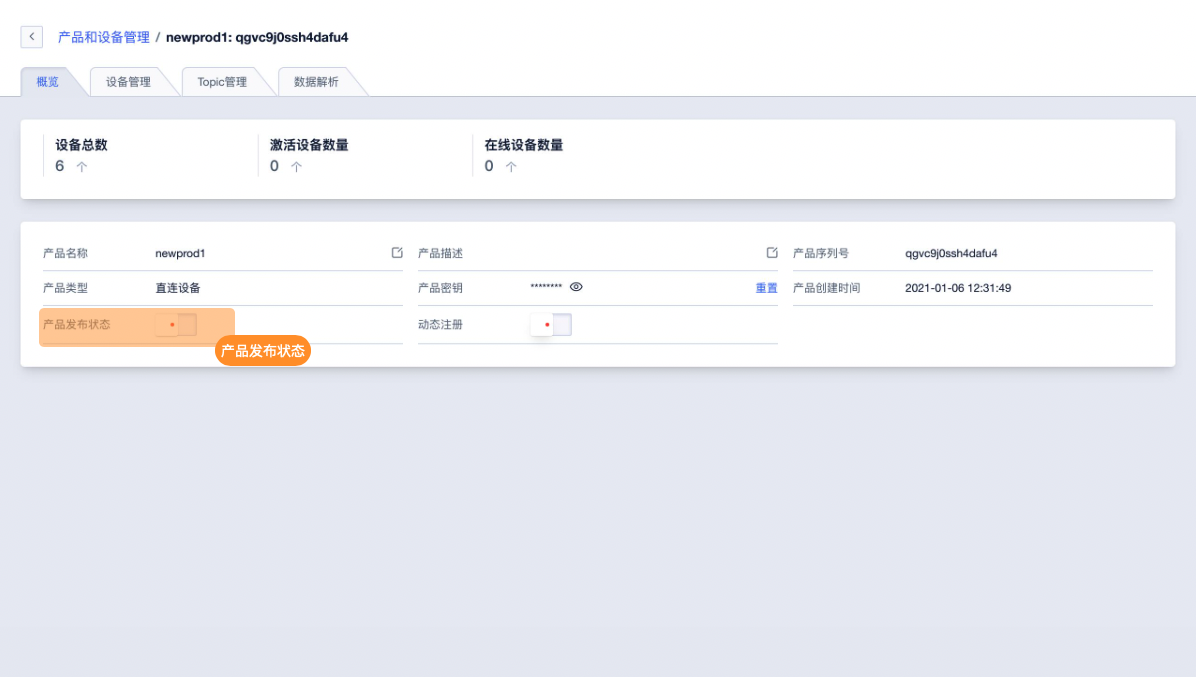 产品和设备管理 / newprod1: qgvc9j0ssh4dafu4
概览 设备管理 Topic管理 数据解析
设备总数 激活设备数量 在线设备数量
6 0 0
产品名称 newprod1 产品描述 产品序列号 qgvc9j0ssh4dafu4
产品类型 直连设备 产品密钥 ******** 重置 产品创建时间 2021-01-06 12:31:49
产品发布状态 动态注册
产品发布状态